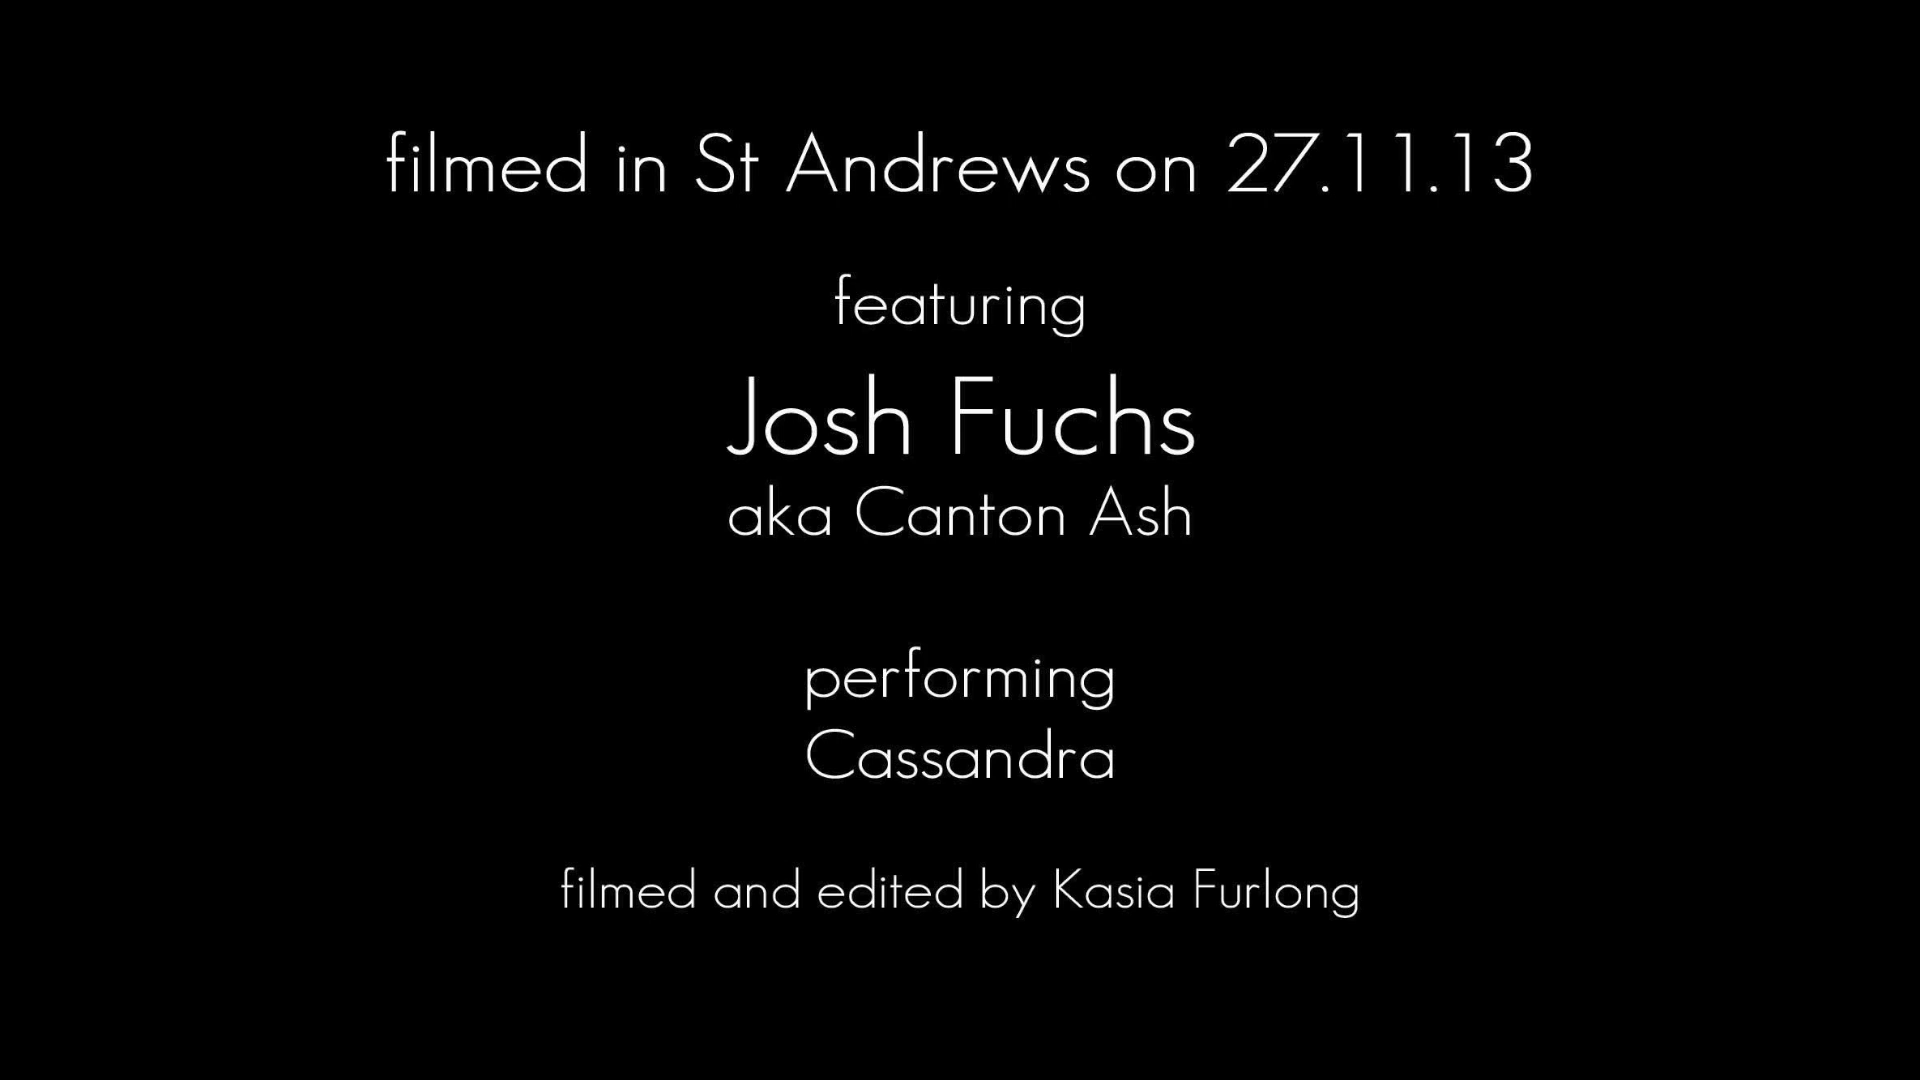 filmed in St Andrews on 27.11.13
featuring
Josh Fuchs
aka Canton Ash
performing
Cassandra
filmed and edited by Kasia Furlong